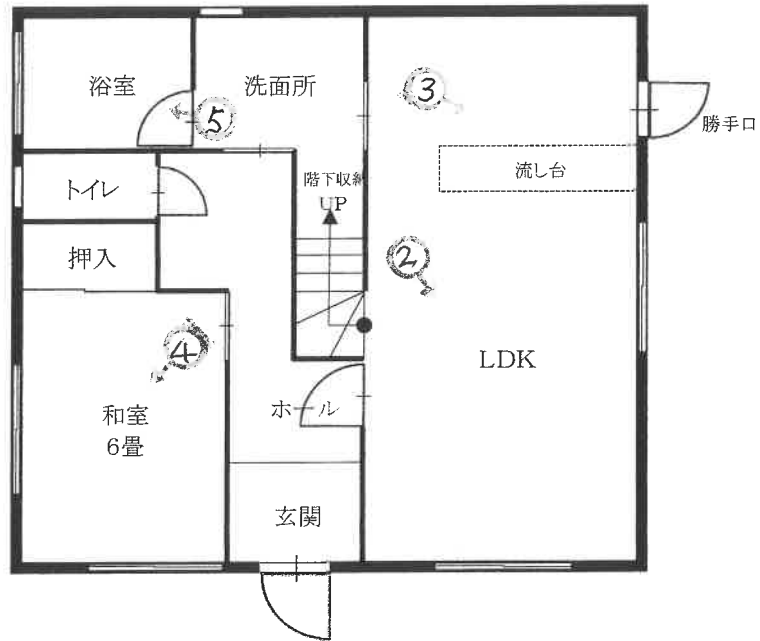 浴室
洗面所
③
⑤
勝手口
トイレ
階下収納
UP
流し台
押入
②
④
LDK
和室
6畳
ホール
玄関